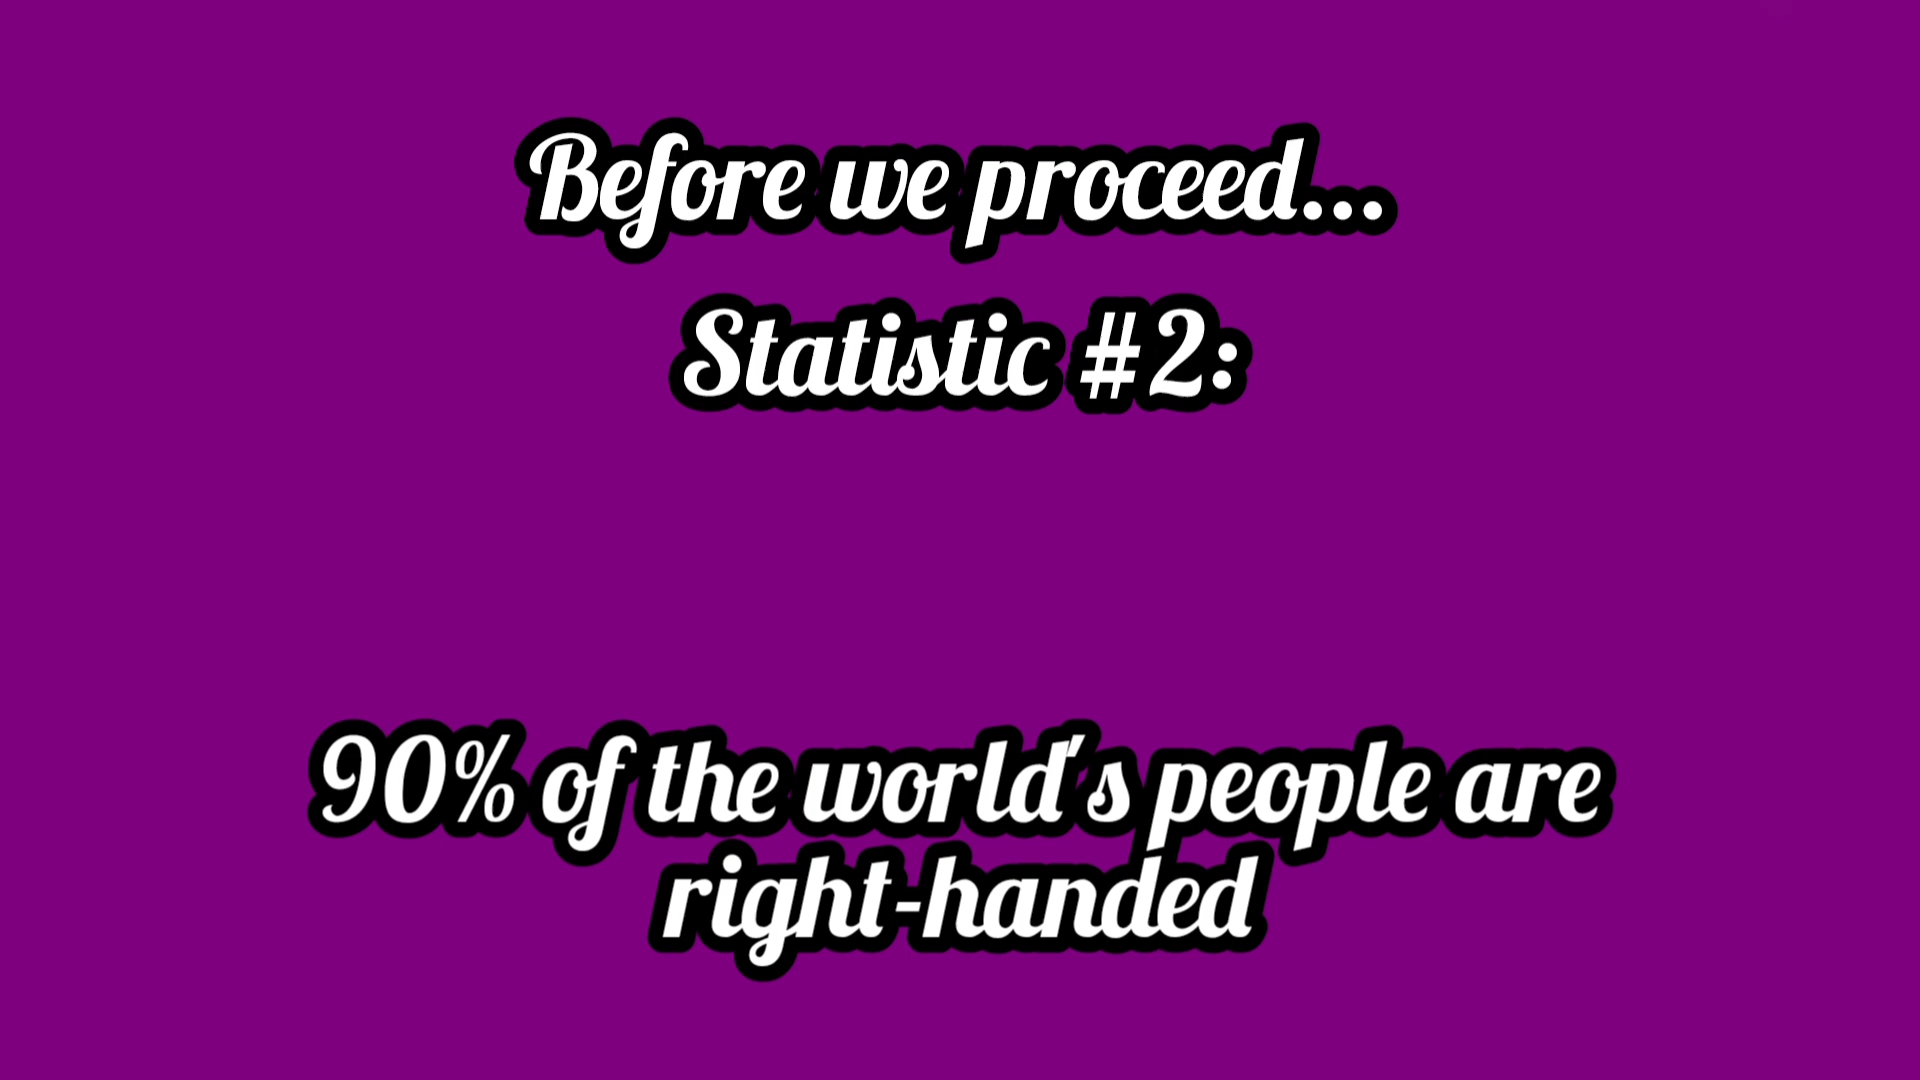 Before we proceed...
Statistic #2:
90% of the world's people are
right-handed